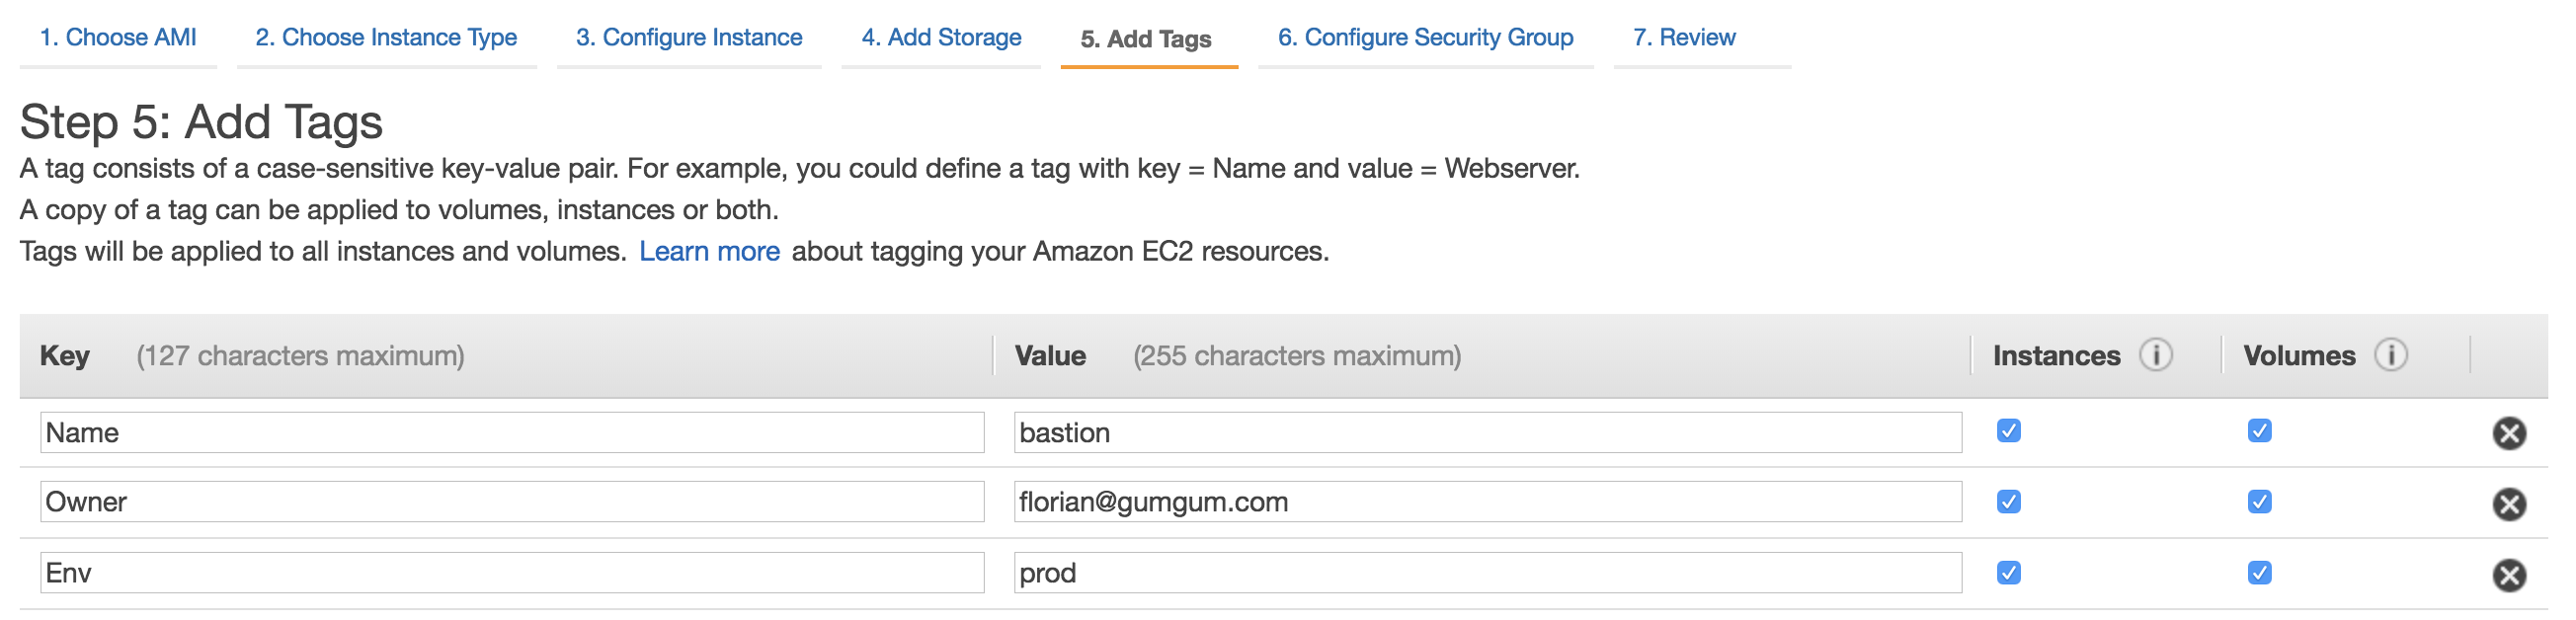 1. Choose AMI 2. Choose Instance Type 3. Configure Instance 4. Add Storage 5. Add Tags 6. Configure Security Group 7. Review
Step 5: Add Tags
A tag consists of a case-sensitive key-value pair. For example, you could define a tag with key = Name and value = Webserver.
A copy of a tag can be applied to volumes, instances or both.
Tags will be applied to all instances and volumes. Learn more about tagging your Amazon EC2 resources.
Key (127 characters maximum) Value (255 characters maximum) Instances i Volumes i
Name bastion
Owner florian@gumgum.com
Env prod